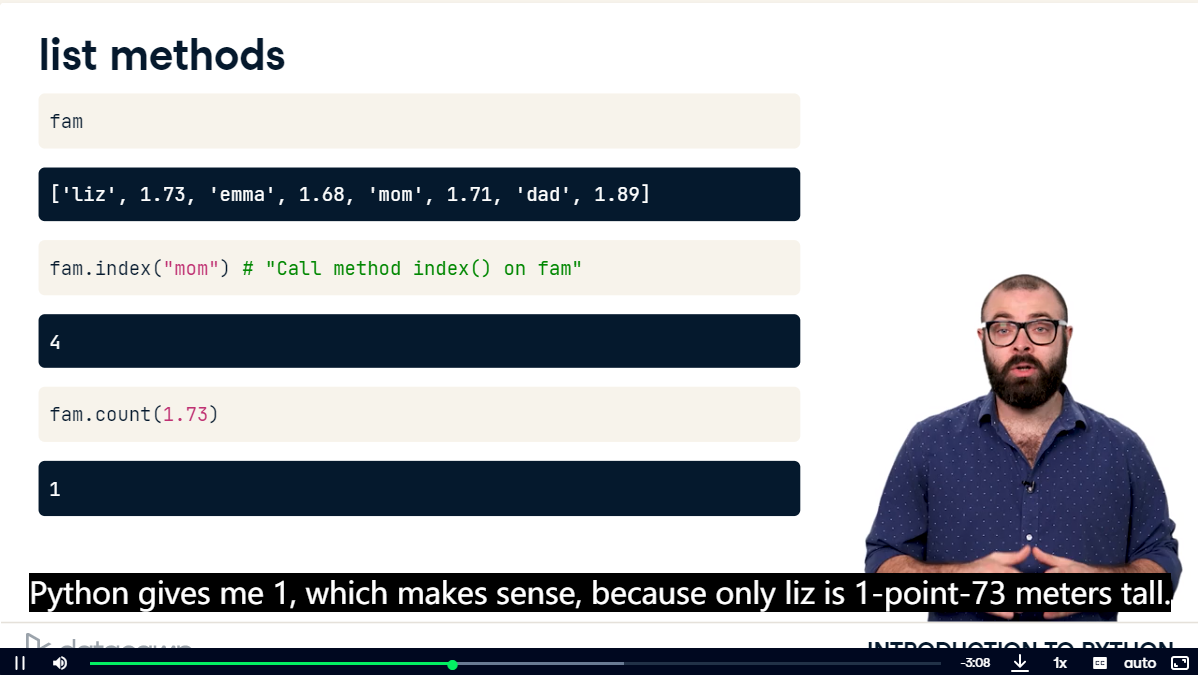 list methods
fam
['liz', 1.73, 'emma', 1.68, 'mom', 1.71, 'dad', 1.89]
fam.index("mom") # "Call method index() on fam"
4
fam.count(1.73)
1
Python gives me 1, which makes sense, because only liz is 1-point-73 meters tall.
datacamp
INTRODUCTION TO PYTHON
-3:08
1x
CC
auto